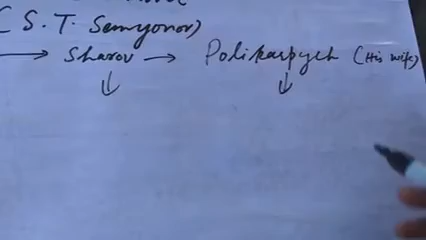 ( S. T. Semyonov)
→ Sharov → Polikarpych (His wife)
↓ ↓